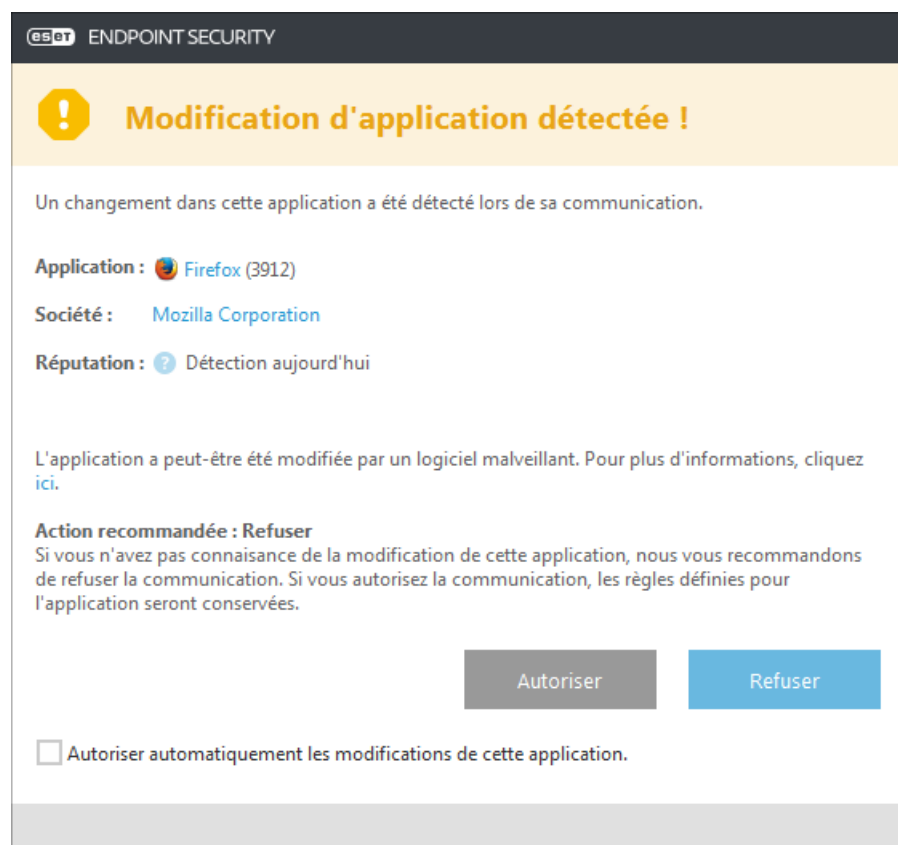 eset ENDPOINT SECURITY
Modification d'application détectée !
Un changement dans cette application a été détecté lors de sa communication.
Application : Firefox (3912)
Société : Mozilla Corporation
Réputation : ? Détection aujourd'hui
L'application a peut-être été modifiée par un logiciel malveillant. Pour plus d'informations, cliquez
ici.
Action recommandée : Refuser
Si vous n'avez pas connaisance de la modification de cette application, nous vous recommandons
de refuser la communication. Si vous autorisez la communication, les règles définies pour
l'application seront conservées.
Autoriser Refuser
Autoriser automatiquement les modifications de cette application.